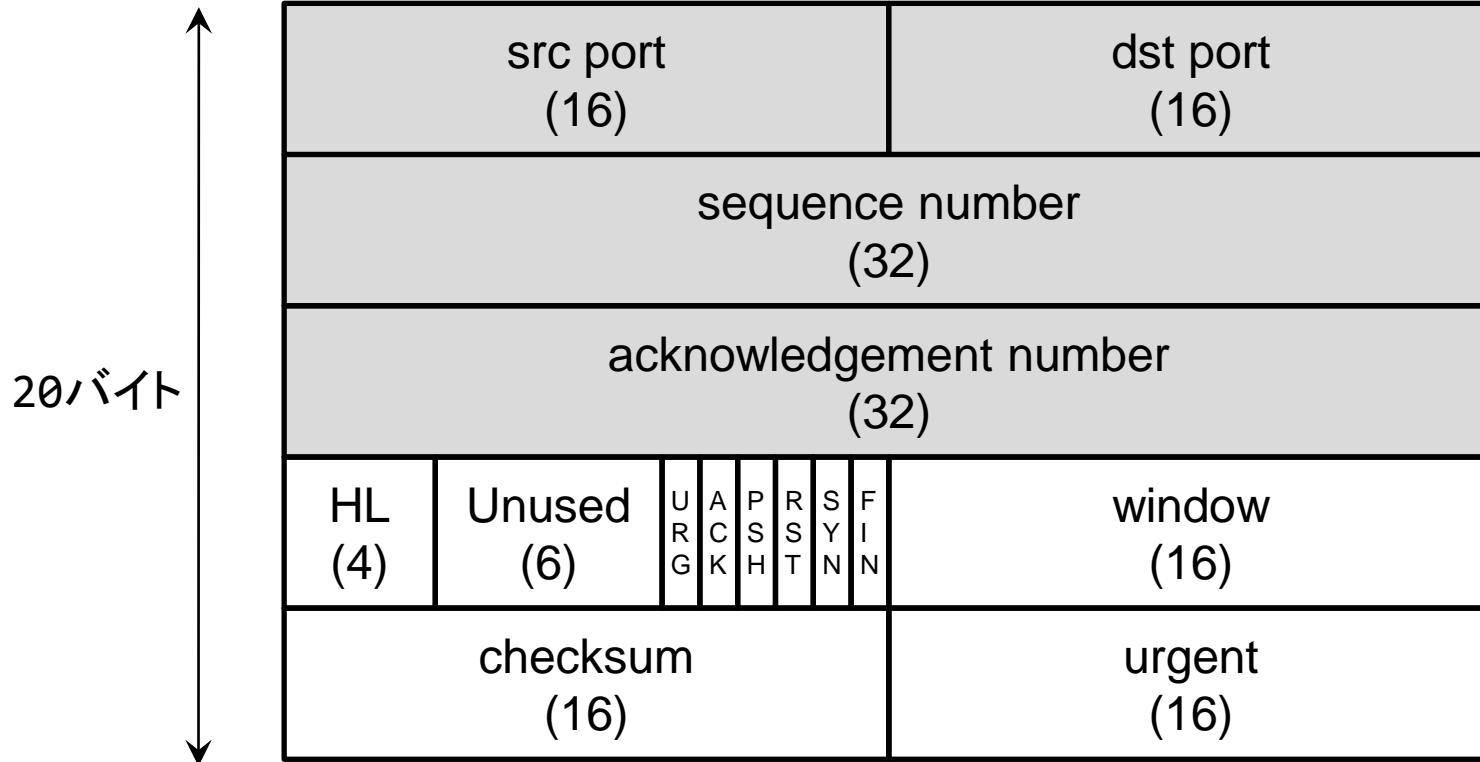 src port
(16)
dst port
(16)
sequence number
(32)
acknowledgement number
(32)
20バイト
HL
(4)
Unused
(6)
URG
ACK
PSH
RST
SYN
FIN
window
(16)
checksum
(16)
urgent
(16)